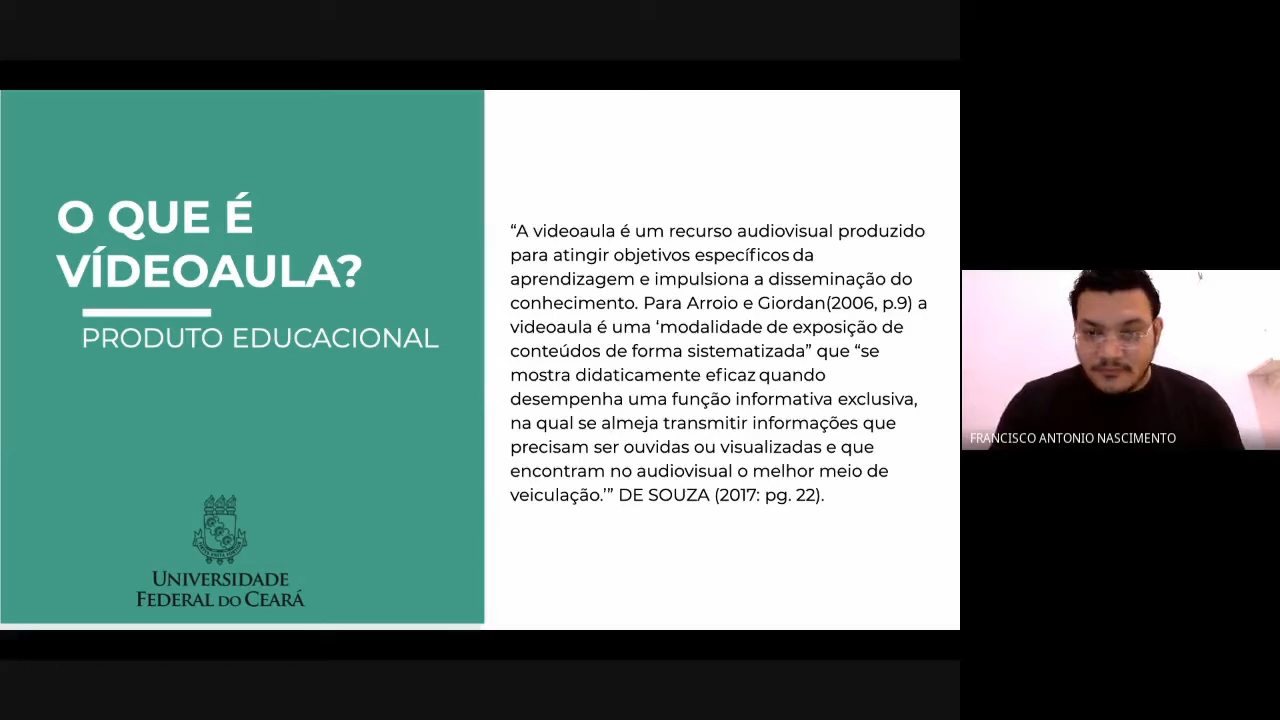 O QUE É
VÍDEOAULA?
PRODUTO EDUCACIONAL
UNIVERSIDADE
FEDERAL DO CEARÁ
“A videoaula é um recurso audiovisual produzido
para atingir objetivos específicos da
aprendizagem e impulsiona a disseminação do
conhecimento. Para Arroio e Giordan(2006, p.9) a
videoaula é uma ‘modalidade de exposição de
conteúdos de forma sistematizada” que “se
mostra didaticamente eficaz quando
desempenha uma função informativa exclusiva,
na qual se almeja transmitir informações que
precisam ser ouvidas ou visualizadas e que
encontram no audiovisual o melhor meio de
veiculação.’” DE SOUZA (2017: pg. 22).
FRANCISCO ANTONIO NASCIMENTO